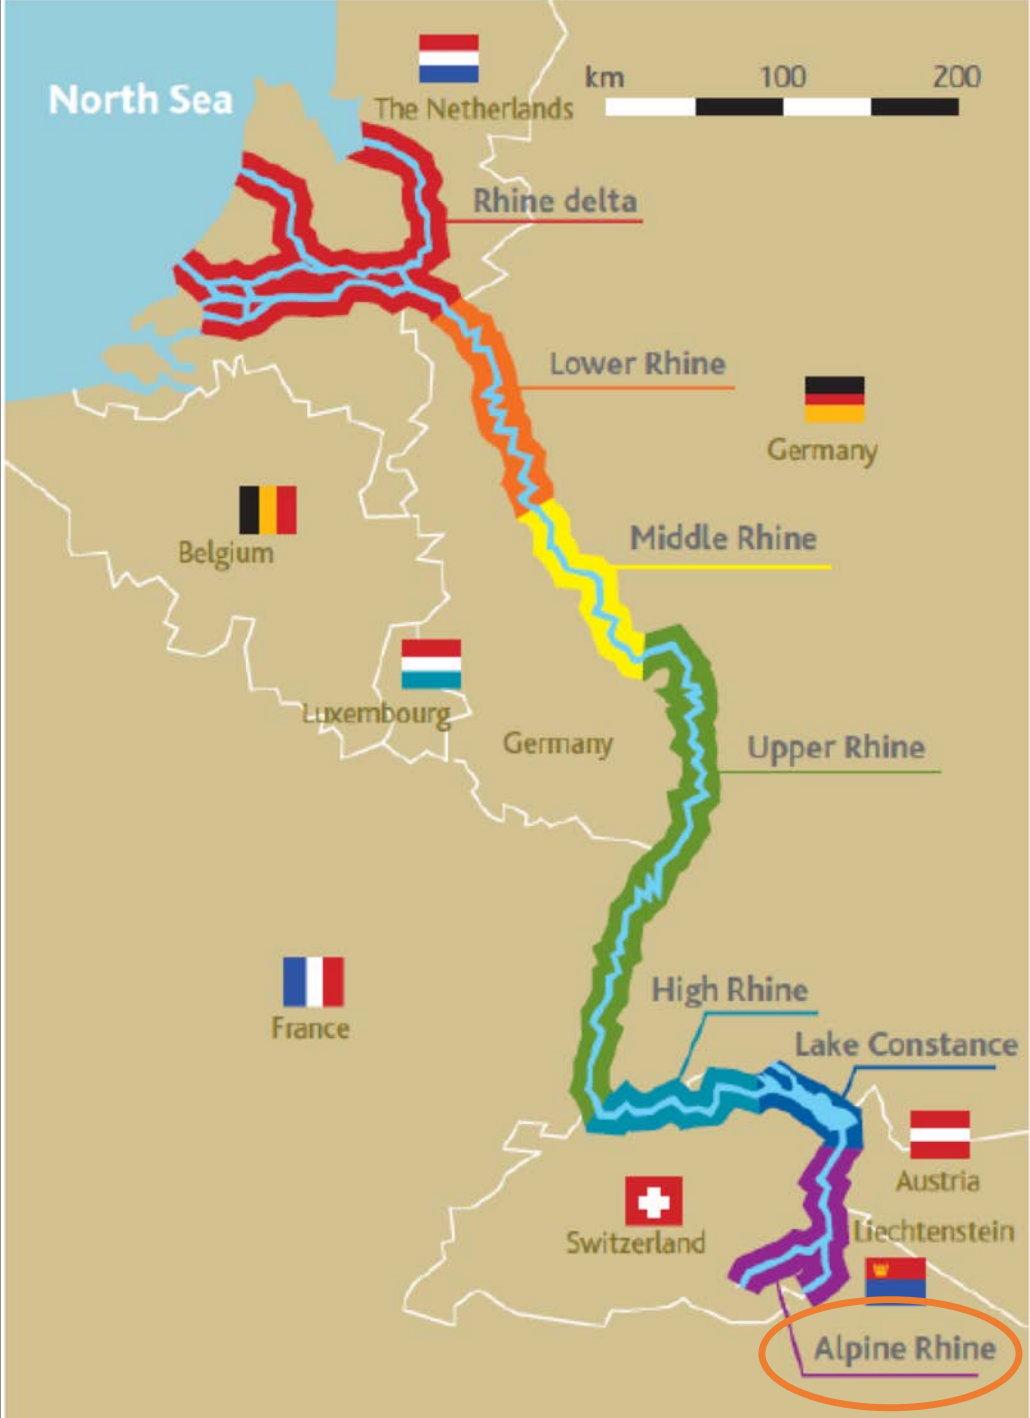 km 100 200
North Sea
The Netherlands
Rhine delta
Lower Rhine
Germany
Middle Rhine
Belgium
Luxembourg
Germany
Upper Rhine
High Rhine
France
Lake Constance
Austria
Liechtenstein
Switzerland
Alpine Rhine